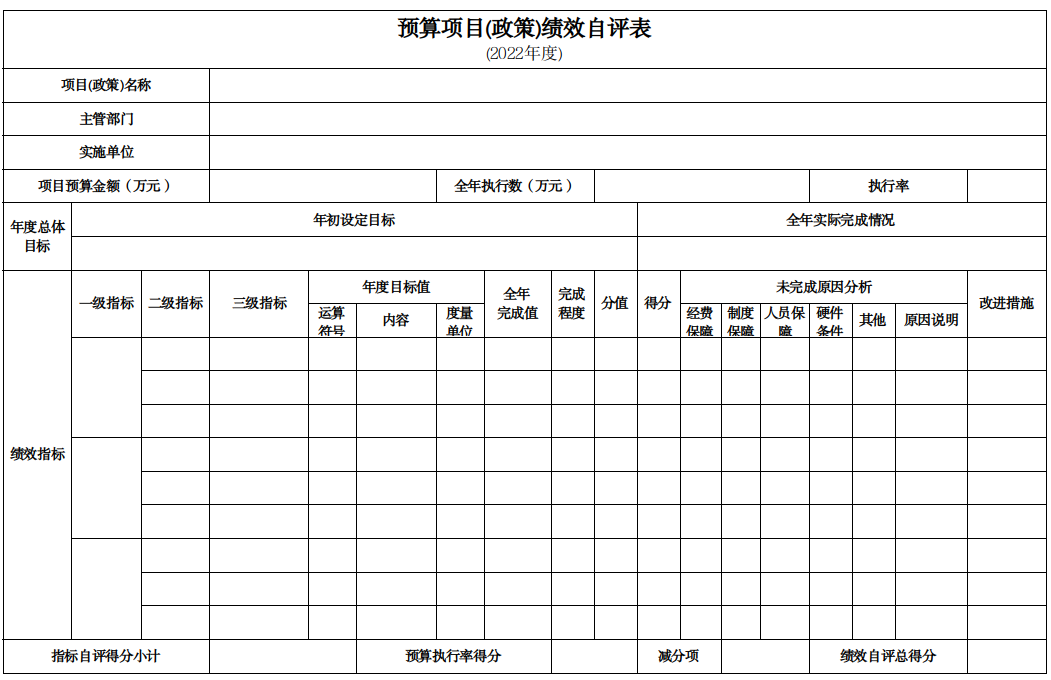 预算项目(政策)绩效自评表
(2022年度)
项目(政策)名称
主管部门
实施单位
项目预算金额（万元） 全年执行数（万元） 执行率
年度总体
目标
年初设定目标 全年实际完成情况
绩效指标
一级指标 二级指标 三级指标
年度目标值
运算
符号
内容
度量
单位
全年
完成值
完成
程度
分值 得分
未完成原因分析
经费
保障
制度
保障
人员保
障
硬件
条件
其他 原因说明
改进措施
指标自评得分小计 预算执行率得分 减分项 绩效自评总得分